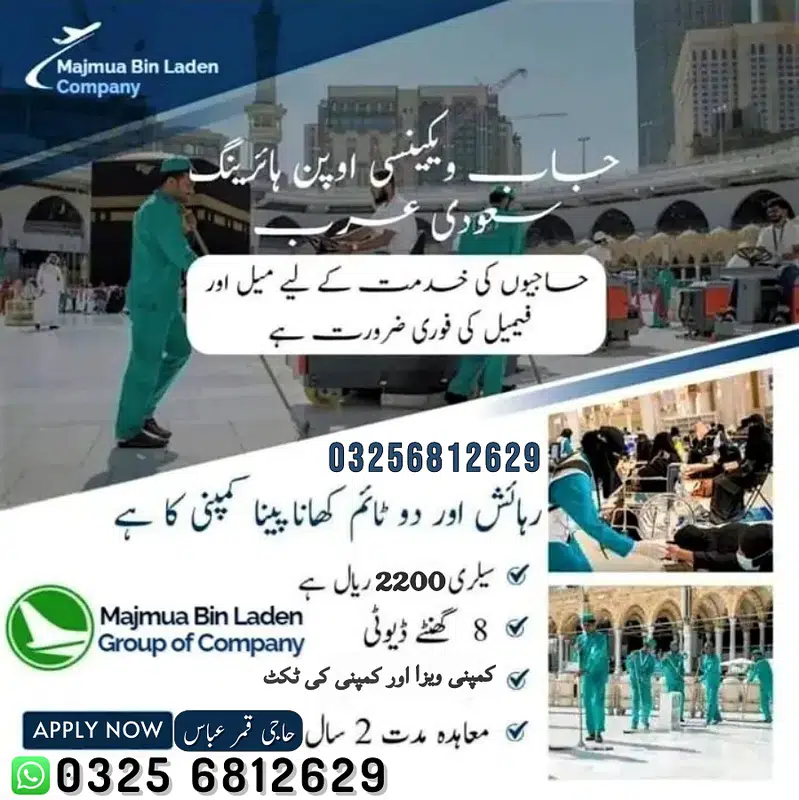 Majmua Bin Laden
Company
جاب ویکینسی اوپن ہائرینگ
سعودی عرب
حاجیوں کی خدمت کے لیے میل اور
فیمیل کی فوری ضرورت ہے
03256812629
رہائش اور دو ٹائم کھانا پینا کمپنی کا ہے
سیلری 2200 ریال ہے
8 گھنٹے ڈیوٹی
کمپنی ویزا اور کمپنی کی ٹکٹ
معاہدہ مدت 2 سال
Majmua Bin Laden
Group of Company
APPLY NOW
حاجی قمر عباس
0325 6812629